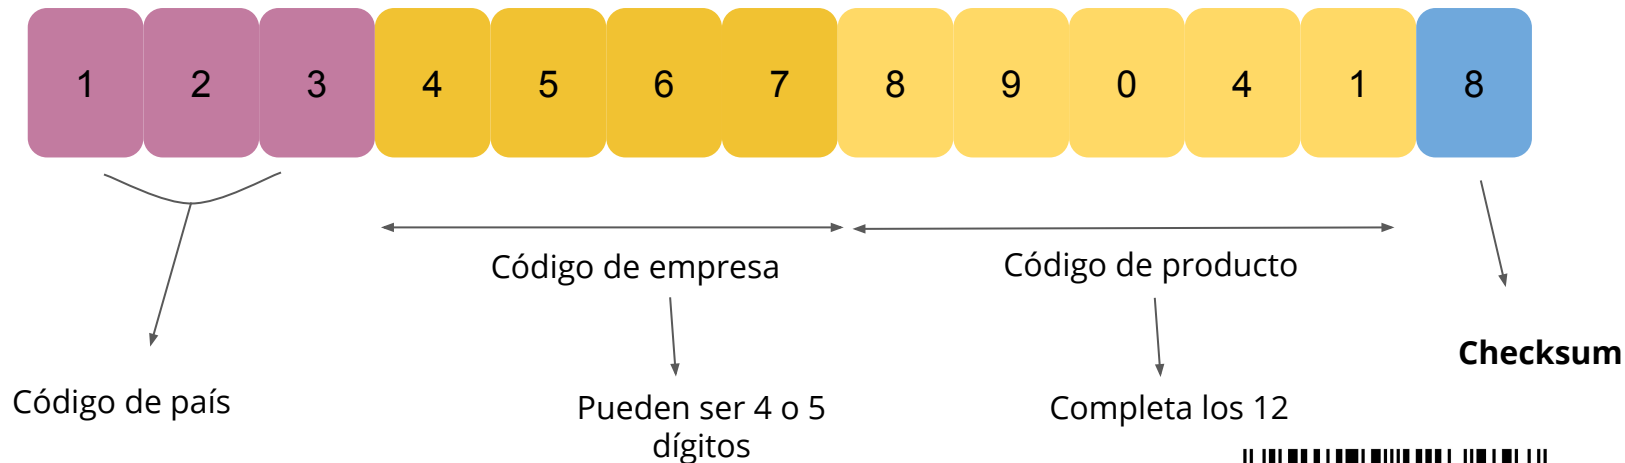 1 2 3 4 5 6 7 8 9 0 4 1 8
Código de empresa
Código de producto
Checksum
Código de país
Pueden ser 4 o 5
dígitos
Completa los 12